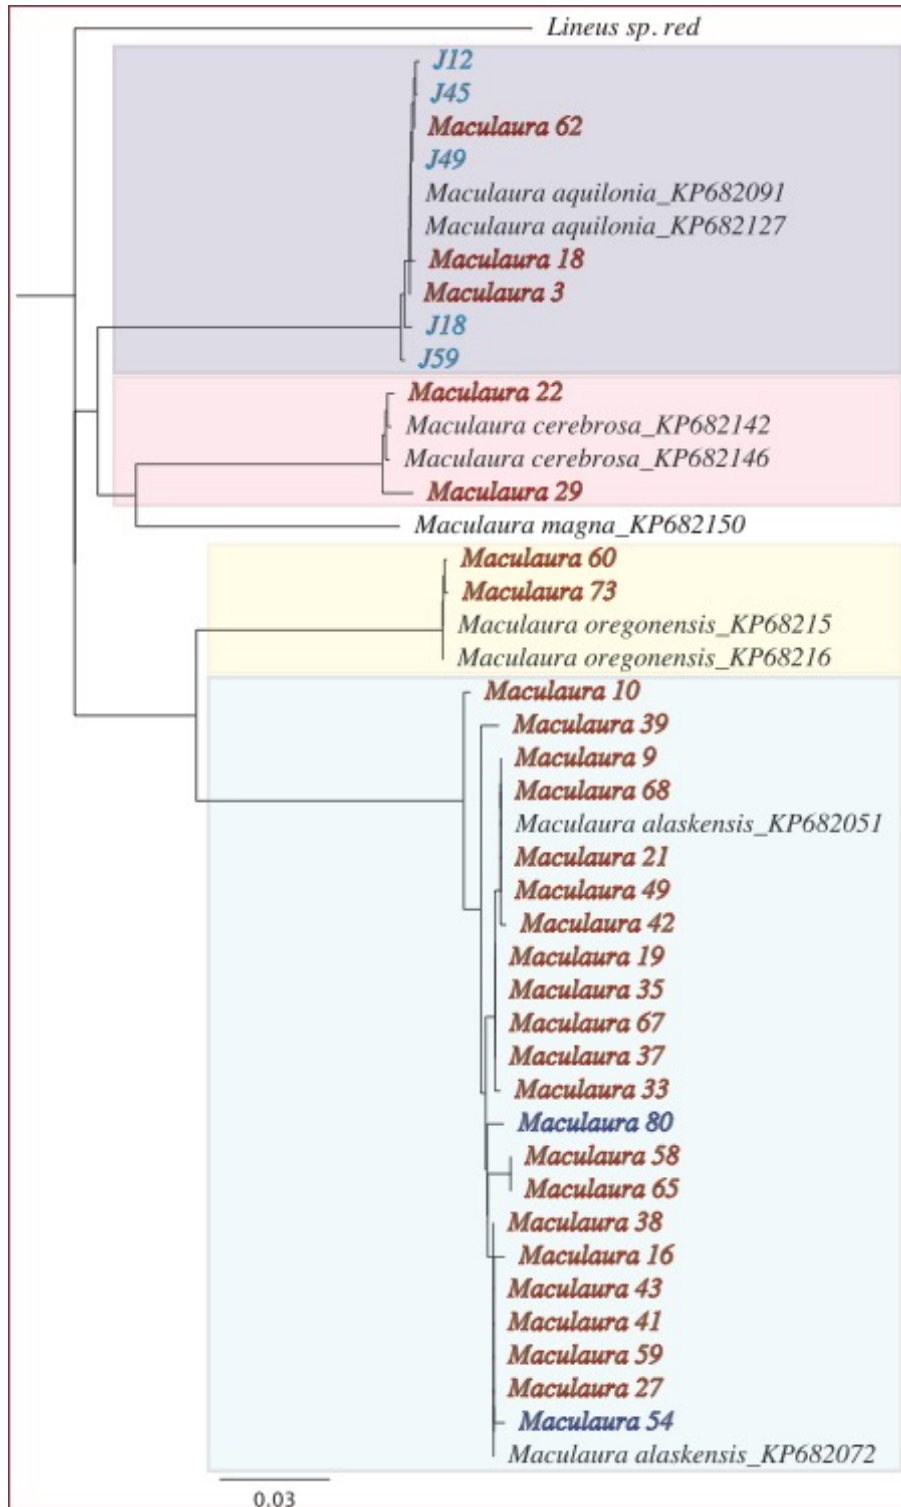 Lineus sp. red
J12
J45
Maculaura 62
J49
Maculaura aquilonia_KP682091
Maculaura aquilonia_KP682127
Maculaura 18
Maculaura 3
J18
J59
Maculaura 22
Maculaura cerebrosa_KP682142
Maculaura cerebrosa_KP682146
Maculaura 29
Maculaura magna_KP682150
Maculaura 60
Maculaura 73
Maculaura oregonensis_KP68215
Maculaura oregonensis_KP68216
Maculaura 10
Maculaura 39
Maculaura 9
Maculaura 68
Maculaura alaskensis_KP682051
Maculaura 21
Maculaura 49
Maculaura 42
Maculaura 19
Maculaura 35
Maculaura 67
Maculaura 37
Maculaura 33
Maculaura 80
Maculaura 58
Maculaura 65
Maculaura 38
Maculaura 16
Maculaura 43
Maculaura 41
Maculaura 59
Maculaura 27
Maculaura 54
Maculaura alaskensis_KP682072
0.03